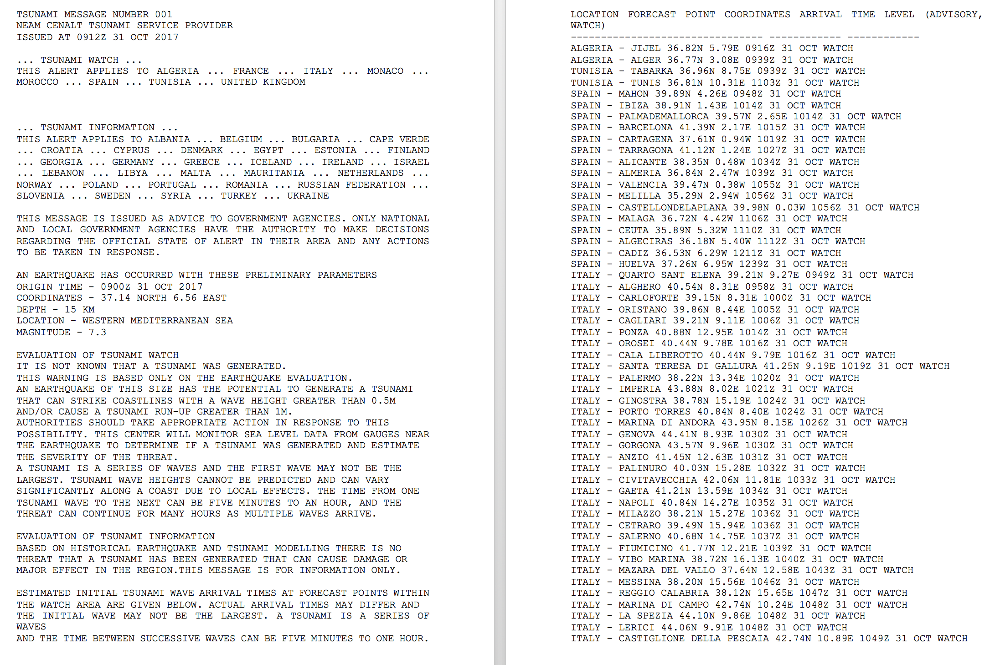 TSUNAMI MESSAGE NUMBER 001
NEAM CENALT TSUNAMI SERVICE PROVIDER
ISSUED AT 0912Z 31 OCT 2017
... TSUNAMI WATCH ...
THIS ALERT APPLIES TO ALGERIA ... FRANCE ... ITALY ... MONACO ...
MOROCCO ... SPAIN ... TUNISIA ... UNITED KINGDOM
... TSUNAMI INFORMATION ...
THIS ALERT APPLIES TO ALBANIA ... BELGIUM ... BULGARIA ... CAPE VERDE
... CROATIA ... CYPRUS ... DENMARK ... EGYPT ... ESTONIA ... FINLAND
... GEORGIA ... GERMANY ... GREECE ... ICELAND ... IRELAND ... ISRAEL
... LEBANON ... LIBYA ... MALTA ... MAURITANIA ... NETHERLANDS ...
NORWAY ... POLAND ... PORTUGAL ... ROMANIA ... RUSSIAN FEDERATION ...
SLOVENIA ... SWEDEN ... SYRIA ... TURKEY ... UKRAINE
THIS MESSAGE IS ISSUED AS ADVICE TO GOVERNMENT AGENCIES. ONLY NATIONAL
AND LOCAL GOVERNMENT AGENCIES HAVE THE AUTHORITY TO MAKE DECISIONS
REGARDING THE OFFICIAL STATE OF ALERT IN THEIR AREA AND ANY ACTIONS
TO BE TAKEN IN RESPONSE.
AN EARTHQUAKE HAS OCCURRED WITH THESE PRELIMINARY PARAMETERS
ORIGIN TIME - 0900Z 31 OCT 2017
COORDINATES - 37.14 NORTH 6.56 EAST
DEPTH - 15 KM
LOCATION - WESTERN MEDITERRANEAN SEA
MAGNITUDE - 7.3
EVALUATION OF TSUNAMI WATCH
IT IS NOT KNOWN THAT A TSUNAMI WAS GENERATED.
THIS WARNING IS BASED ONLY ON THE EARTHQUAKE EVALUATION.
AN EARTHQUAKE OF THIS SIZE HAS THE POTENTIAL TO GENERATE A TSUNAMI
THAT CAN STRIKE COASTLINES WITH A WAVE HEIGHT GREATER THAN 0.5M
AND/OR CAUSE A TSUNAMI RUN-UP GREATER THAN 1M.
AUTHORITIES SHOULD TAKE APPROPRIATE ACTION IN RESPONSE TO THIS
POSSIBILITY. THIS CENTER WILL MONITOR SEA LEVEL DATA FROM GAUGES NEAR
THE EARTHQUAKE TO DETERMINE IF A TSUNAMI WAS GENERATED AND ESTIMATE
THE SEVERITY OF THE THREAT.
A TSUNAMI IS A SERIES OF WAVES AND THE FIRST WAVE MAY NOT BE THE
LARGEST. TSUNAMI WAVE HEIGHTS CANNOT BE PREDICTED AND CAN VARY
SIGNIFICANTLY ALONG A COAST DUE TO LOCAL EFFECTS. THE TIME FROM ONE
TSUNAMI WAVE TO THE NEXT CAN BE FIVE MINUTES TO AN HOUR, AND THE
THREAT CAN CONTINUE FOR MANY HOURS AS MULTIPLE WAVES ARRIVE.
EVALUATION OF TSUNAMI INFORMATION
BASED ON HISTORICAL EARTHQUAKE AND TSUNAMI MODELLING THERE IS NO
THREAT THAT A TSUNAMI HAS BEEN GENERATED THAT CAN CAUSE DAMAGE OR
MAJOR EFFECT IN THE REGION.THIS MESSAGE IS FOR INFORMATION ONLY.
ESTIMATED INITIAL TSUNAMI WAVE ARRIVAL TIMES AT FORECAST POINTS WITHIN
THE WATCH AREA ARE GIVEN BELOW. ACTUAL ARRIVAL TIMES MAY DIFFER AND
THE INITIAL WAVE MAY NOT BE THE LARGEST. A TSUNAMI IS A SERIES OF
WAVES
AND THE TIME BETWEEN SUCCESSIVE WAVES CAN BE FIVE MINUTES TO ONE HOUR.
LOCATION FORECAST POINT COORDINATES ARRIVAL TIME LEVEL (ADVISORY,
WATCH)
-------------------------------- ------------ ------------
ALGERIA - JIJEL 36.82N 5.79E 0916Z 31 OCT WATCH
ALGERIA - ALGER 36.77N 3.08E 0939Z 31 OCT WATCH
TUNISIA - TABARKA 36.96N 8.75E 0939Z 31 OCT WATCH
TUNISIA - TUNIS 36.81N 10.31E 1103Z 31 OCT WATCH
SPAIN - MAHON 39.89N 4.26E 0948Z 31 OCT WATCH
SPAIN - IBIZA 38.91N 1.43E 1014Z 31 OCT WATCH
SPAIN - PALMADEMALLORCA 39.57N 2.65E 1014Z 31 OCT WATCH
SPAIN - BARCELONA 41.39N 2.17E 1015Z 31 OCT WATCH
SPAIN - CARTAGENA 37.61N 0.94W 1019Z 31 OCT WATCH
SPAIN - TARRAGONA 41.12N 1.24E 1027Z 31 OCT WATCH
SPAIN - ALICANTE 38.35N 0.48W 1034Z 31 OCT WATCH
SPAIN - ALMERIA 36.84N 2.47W 1039Z 31 OCT WATCH
SPAIN - VALENCIA 39.47N 0.38W 1055Z 31 OCT WATCH
SPAIN - MELILLA 35.29N 2.94W 1056Z 31 OCT WATCH
SPAIN - CASTELLONDELAPLANA 39.98N 0.03W 1056Z 31 OCT WATCH
SPAIN - MALAGA 36.72N 4.42W 1106Z 31 OCT WATCH
SPAIN - CEUTA 35.89N 5.32W 1110Z 31 OCT WATCH
SPAIN - ALGECIRAS 36.18N 5.40W 1112Z 31 OCT WATCH
SPAIN - CADIZ 36.53N 6.29W 1211Z 31 OCT WATCH
SPAIN - HUELVA 37.26N 6.95W 1239Z 31 OCT WATCH
ITALY - QUARTO SANT ELENA 39.21N 9.27E 0949Z 31 OCT WATCH
ITALY - ALGHERO 40.54N 8.31E 0958Z 31 OCT WATCH
ITALY - CARLOFORTE 39.15N 8.31E 1000Z 31 OCT WATCH
ITALY - ORISTANO 39.86N 8.44E 1005Z 31 OCT WATCH
ITALY - CAGLIARI 39.21N 9.11E 1006Z 31 OCT WATCH
ITALY - PONZA 40.88N 12.95E 1014Z 31 OCT WATCH
ITALY - OROSEI 40.44N 9.78E 1016Z 31 OCT WATCH
ITALY - CALA LIBEROTTO 40.44N 9.79E 1016Z 31 OCT WATCH
ITALY - SANTA TERESA DI GALLURA 41.25N 9.19E 1019Z 31 OCT WATCH
ITALY - PALERMO 38.22N 13.34E 1020Z 31 OCT WATCH
ITALY - IMPERIA 43.88N 8.02E 1021Z 31 OCT WATCH
ITALY - GINOSTRA 38.78N 15.19E 1024Z 31 OCT WATCH
ITALY - PORTO TORRES 40.84N 8.40E 1024Z 31 OCT WATCH
ITALY - MARINA DI ANDORA 43.95N 8.15E 1026Z 31 OCT WATCH
ITALY - GENOVA 44.41N 8.93E 1030Z 31 OCT WATCH
ITALY - GORGONA 43.57N 9.96E 1030Z 31 OCT WATCH
ITALY - ANZIO 41.45N 12.63E 1031Z 31 OCT WATCH
ITALY - PALINURO 40.03N 15.28E 1032Z 31 OCT WATCH
ITALY - CIVITAVECCHIA 42.06N 11.81E 1033Z 31 OCT WATCH
ITALY - GAETA 41.21N 13.59E 1034Z 31 OCT WATCH
ITALY - NAPOLI 40.84N 14.27E 1035Z 31 OCT WATCH
ITALY - MILAZZO 38.21N 15.27E 1036Z 31 OCT WATCH
ITALY - CETRARO 39.49N 15.94E 1036Z 31 OCT WATCH
ITALY - SALERNO 40.68N 14.75E 1037Z 31 OCT WATCH
ITALY - FIUMICINO 41.77N 12.21E 1039Z 31 OCT WATCH
ITALY - VIBO MARINA 38.72N 16.13E 1040Z 31 OCT WATCH
ITALY - MAZARA DEL VALLO 37.64N 12.58E 1043Z 31 OCT WATCH
ITALY - MESSINA 38.20N 15.56E 1046Z 31 OCT WATCH
ITALY - REGGIO CALABRIA 38.12N 15.65E 1047Z 31 OCT WATCH
ITALY - MARINA DI CAMPO 42.74N 10.24E 1048Z 31 OCT WATCH
ITALY - LA SPEZIA 44.10N 9.86E 1048Z 31 OCT WATCH
ITALY - LERICI 44.06N 9.91E 1048Z 31 OCT WATCH
ITALY - CASTIGLIONE DELLA PESCAIA 42.74N 10.89E 1049Z 31 OCT WATCH